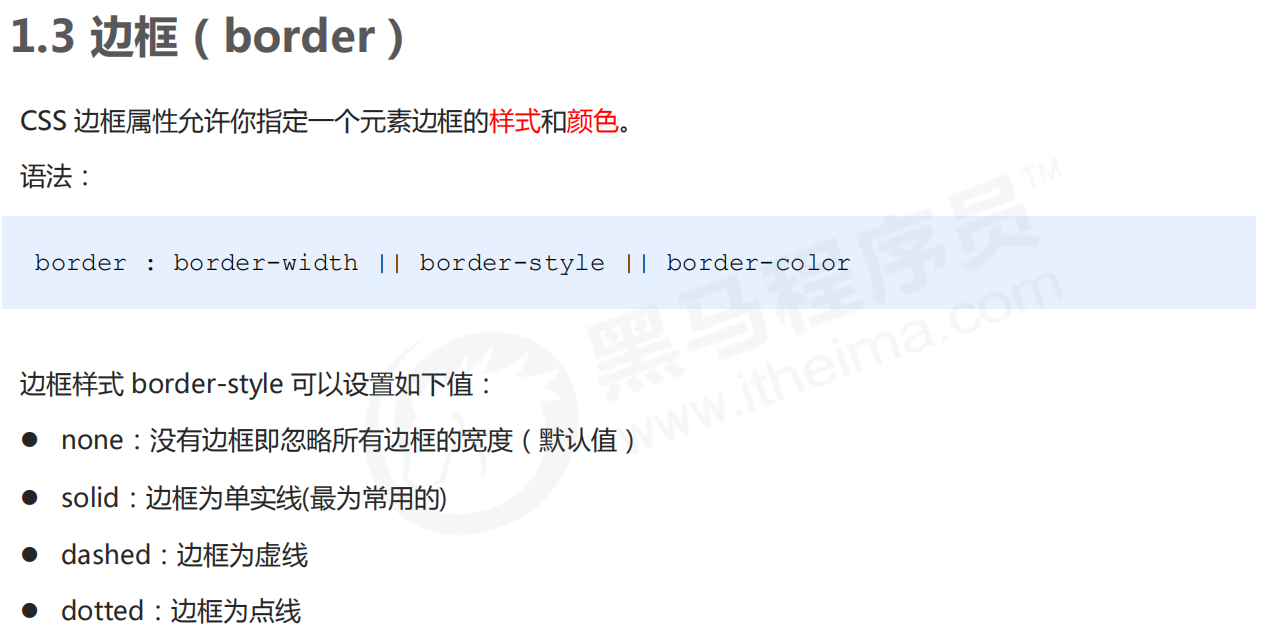 1.3 边框（border）
CSS 边框属性允许你指定一个元素边框的样式和颜色。
语法：
border : border-width || border-style || border-color
边框样式 border-style 可以设置如下值：
● none：没有边框即忽略所有边框的宽度（默认值）
● solid：边框为单实线(最为常用的)
● dashed：边框为虚线
● dotted：边框为点线
黑马程序员™
www.itheima.com